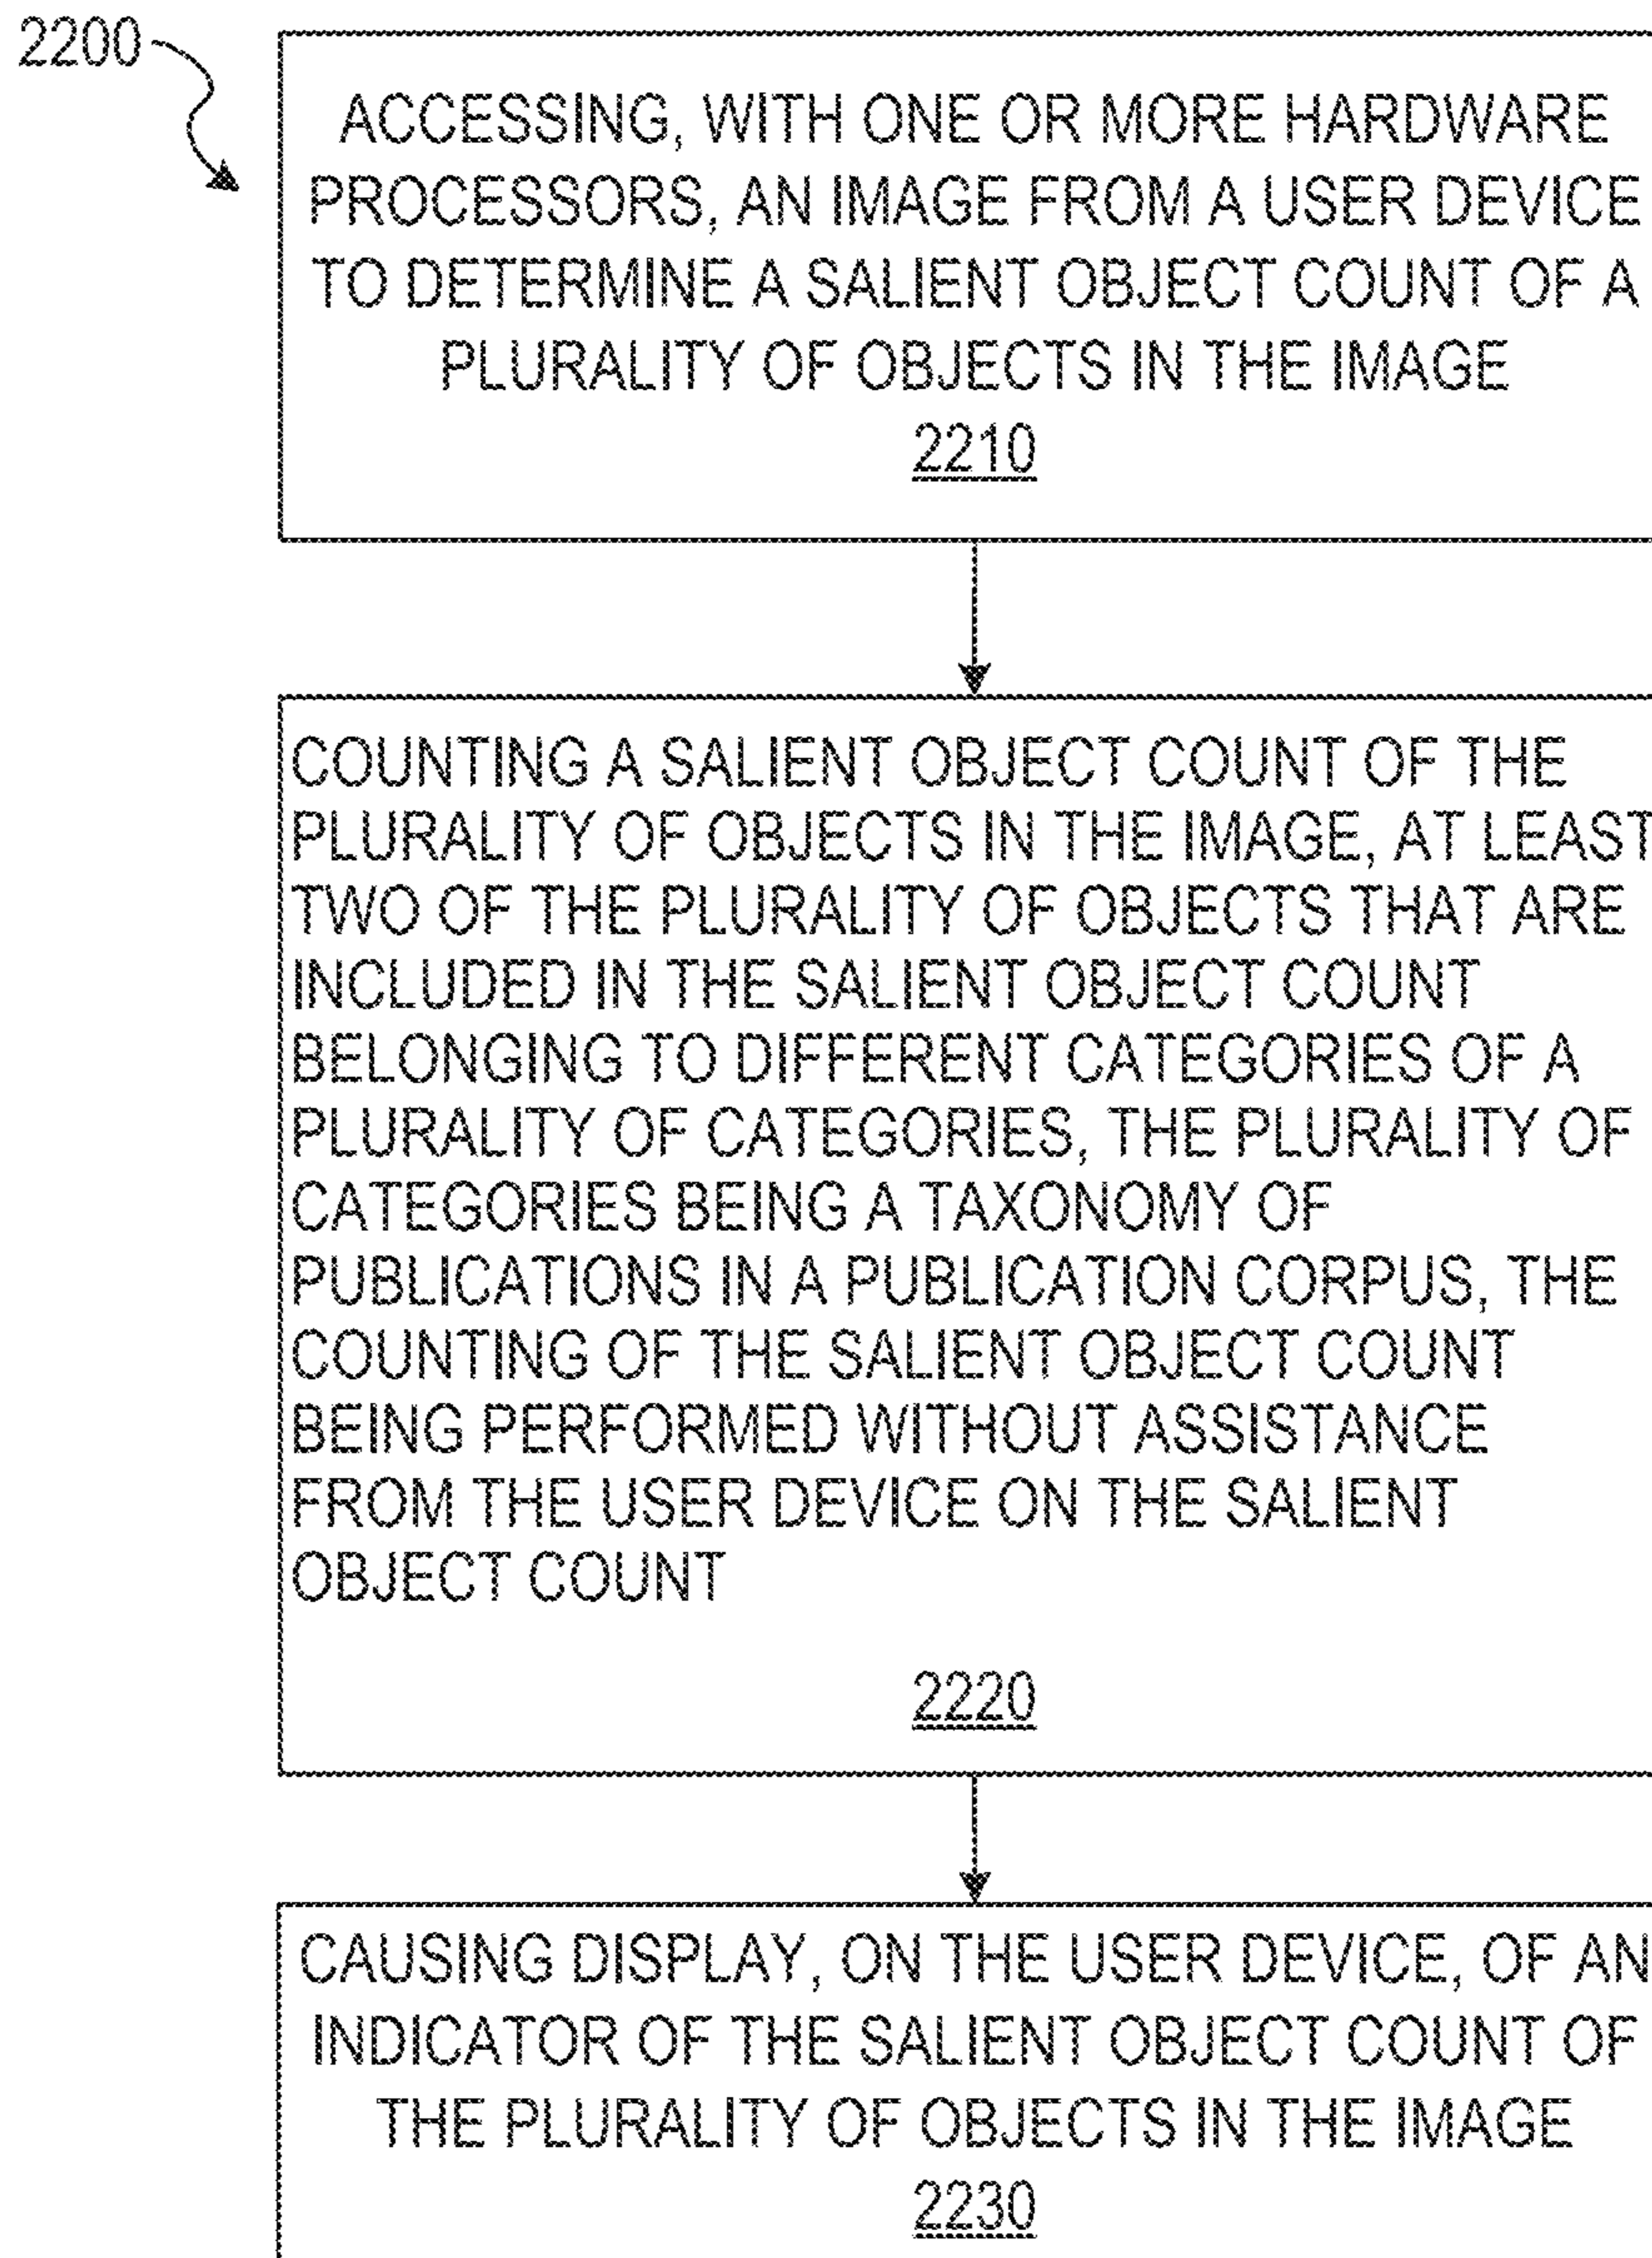 2200
ACCESSING, WITH ONE OR MORE HARDWARE
PROCESSORS, AN IMAGE FROM A USER DEVICE
TO DETERMINE A SALIENT OBJECT COUNT OF A
PLURALITY OF OBJECTS IN THE IMAGE
2210
COUNTING A SALIENT OBJECT COUNT OF THE
PLURALITY OF OBJECTS IN THE IMAGE, AT LEAST
TWO OF THE PLURALITY OF OBJECTS THAT ARE
INCLUDED IN THE SALIENT OBJECT COUNT
BELONGING TO DIFFERENT CATEGORIES OF A
PLURALITY OF CATEGORIES, THE PLURALITY OF
CATEGORIES BEING A TAXONOMY OF
PUBLICATIONS IN A PUBLICATION CORPUS, THE
COUNTING OF THE SALIENT OBJECT COUNT
BEING PERFORMED WITHOUT ASSISTANCE
FROM THE USER DEVICE ON THE SALIENT
OBJECT COUNT
2220
CAUSING DISPLAY, ON THE USER DEVICE, OF AN
INDICATOR OF THE SALIENT OBJECT COUNT OF
THE PLURALITY OF OBJECTS IN THE IMAGE
2230